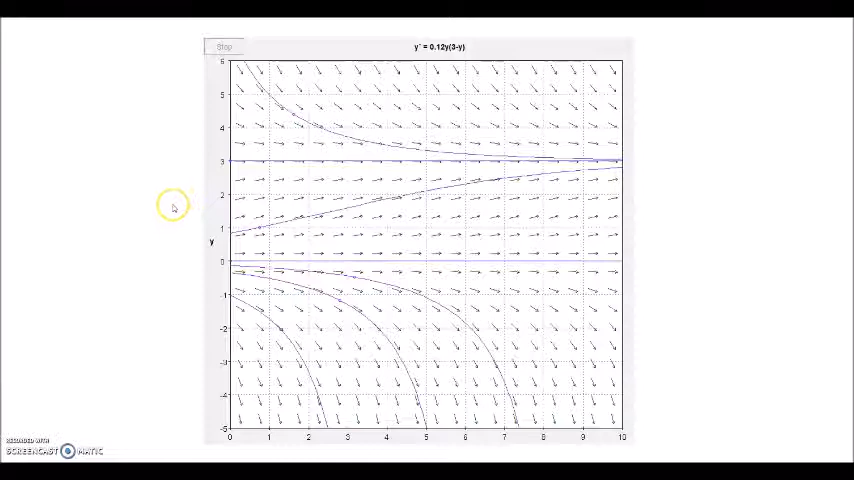 Stop
y' = 0.12y(3-y)
6
5
4
3
2
1
y
0
-1
-2
-3
-4
-5
0 1 2 3 4 5 6 7 8 9 10
RECORDED WITH
SCREENCAST MATIC